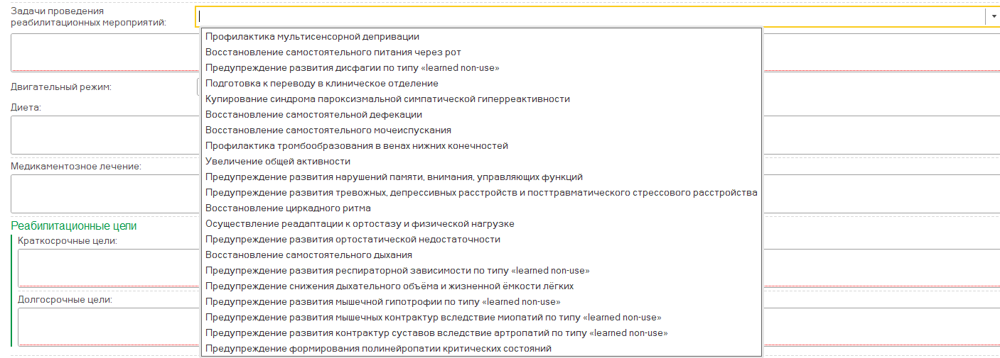 Задачи проведения
реабилитационных мероприятий:
Профилактика мультисенсорной депривации
Восстановление самостоятельного питания через рот
Предупреждение развития дисфагии по типу «learned non-use»
Подготовка к переводу в клиническое отделение
Купирование синдрома пароксизмальной симпатической гиперреактивности
Восстановление самостоятельной дефекации
Восстановление самостоятельного мочеиспускания
Профилактика тромбообразования в венах нижних конечностей
Увеличение общей активности
Предупреждение развития нарушений памяти, внимания, управляющих функций
Предупреждение развития тревожных, депрессивных расстройств и посттравматического стрессового расстройства
Восстановление циркадного ритма
Осуществление реадаптации к ортостазу и физической нагрузке
Предупреждение развития ортостатической недостаточности
Восстановление самостоятельного дыхания
Предупреждение развития респираторной зависимости по типу «learned non-use»
Предупреждение снижения дыхательного объёма и жизненной ёмкости лёгких
Предупреждение развития мышечной гипотрофии по типу «learned non-use»
Предупреждение развития мышечных контрактур вследствие миопатий по типу «learned non-use»
Предупреждение развития контрактур суставов вследствие артропатий по типу «learned non-use»
Предупреждение формирования полинейропатии критических состояний
Двигательный режим:
Диета:
Медикаментозное лечение:
Реабилитационные цели
Краткосрочные цели:
Долгосрочные цели: